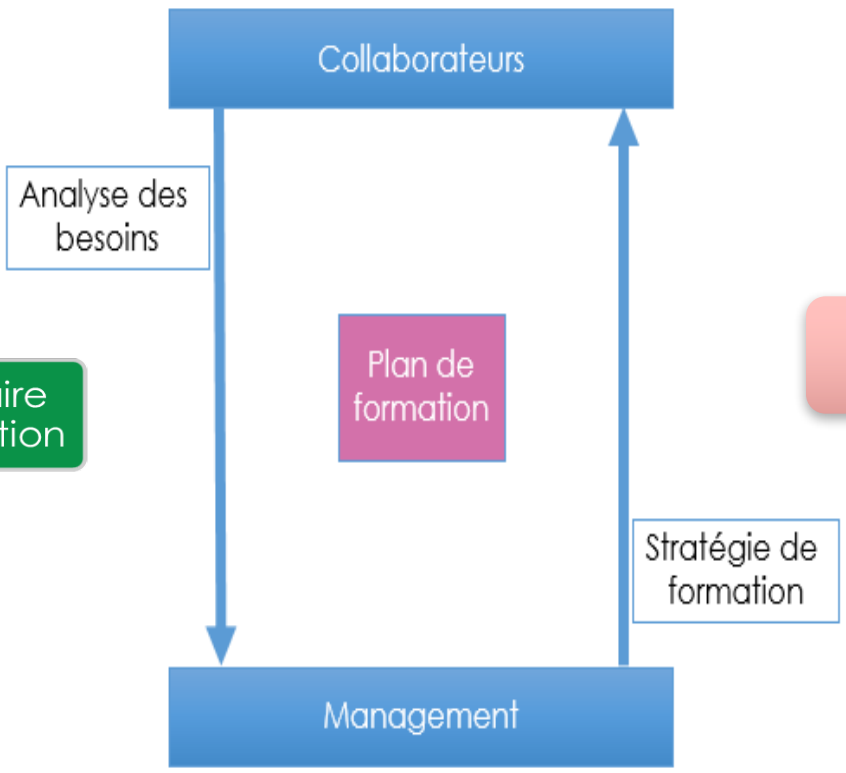 Collaborateurs
Analyse des
besoins
Plan de
formation
Stratégie de
formation
Management